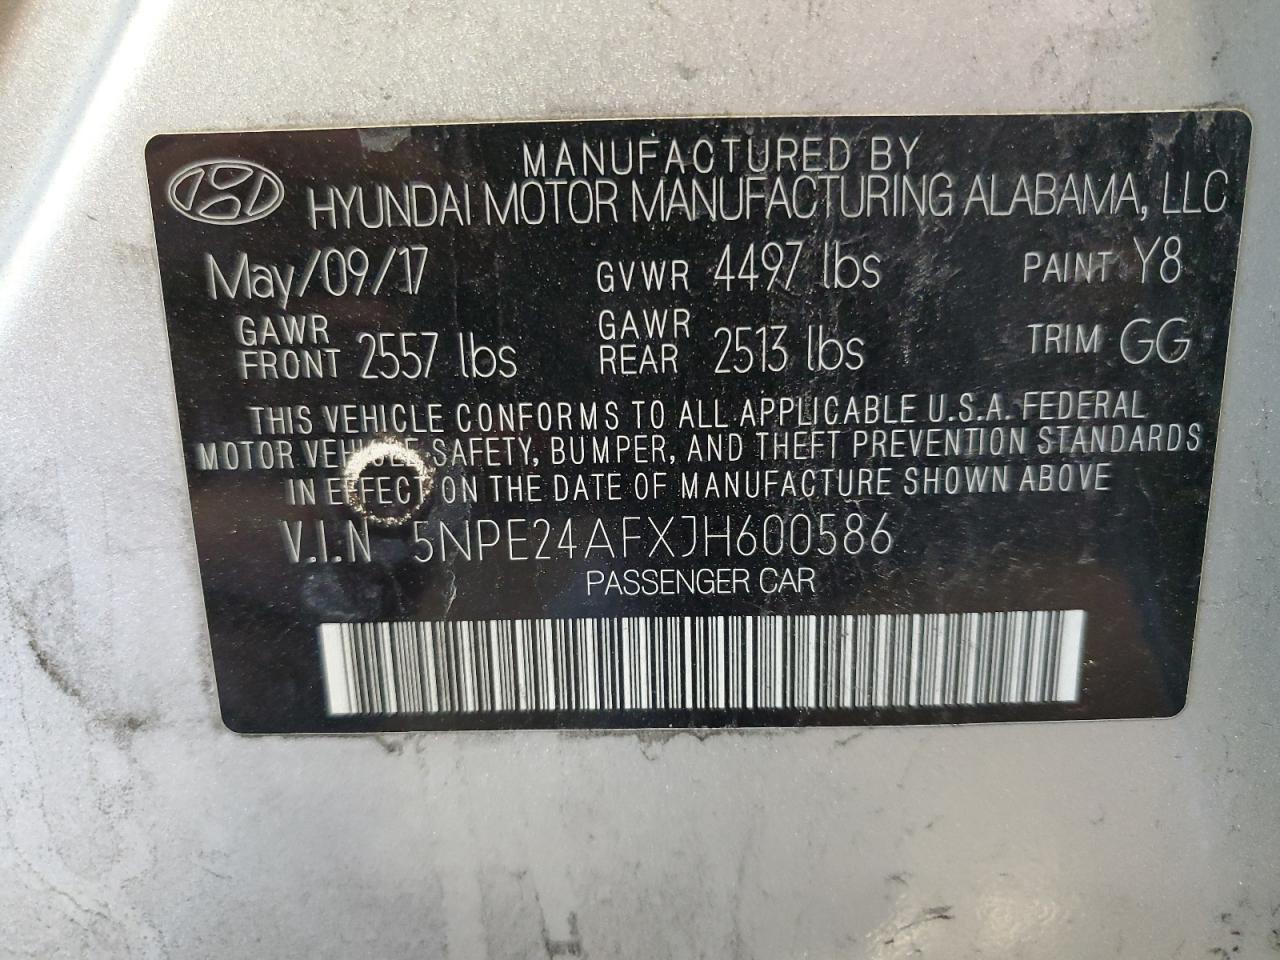 MANUFACTURED BY
HYUNDAI MOTOR MANUFACTURING ALABAMA, LLC
May/09/17 GVWR 4497 lbs PAINT Y8
GAWR FRONT 2557 lbs GAWR REAR 2513 lbs TRIM GG
THIS VEHICLE CONFORMS TO ALL APPLICABLE U.S.A. FEDERAL
MOTOR VEHICLE SAFETY, BUMPER, AND THEFT PREVENTION STANDARDS
IN EFFECT ON THE DATE OF MANUFACTURE SHOWN ABOVE
V.I.N 5NPE24AFXJH600586
PASSENGER CAR